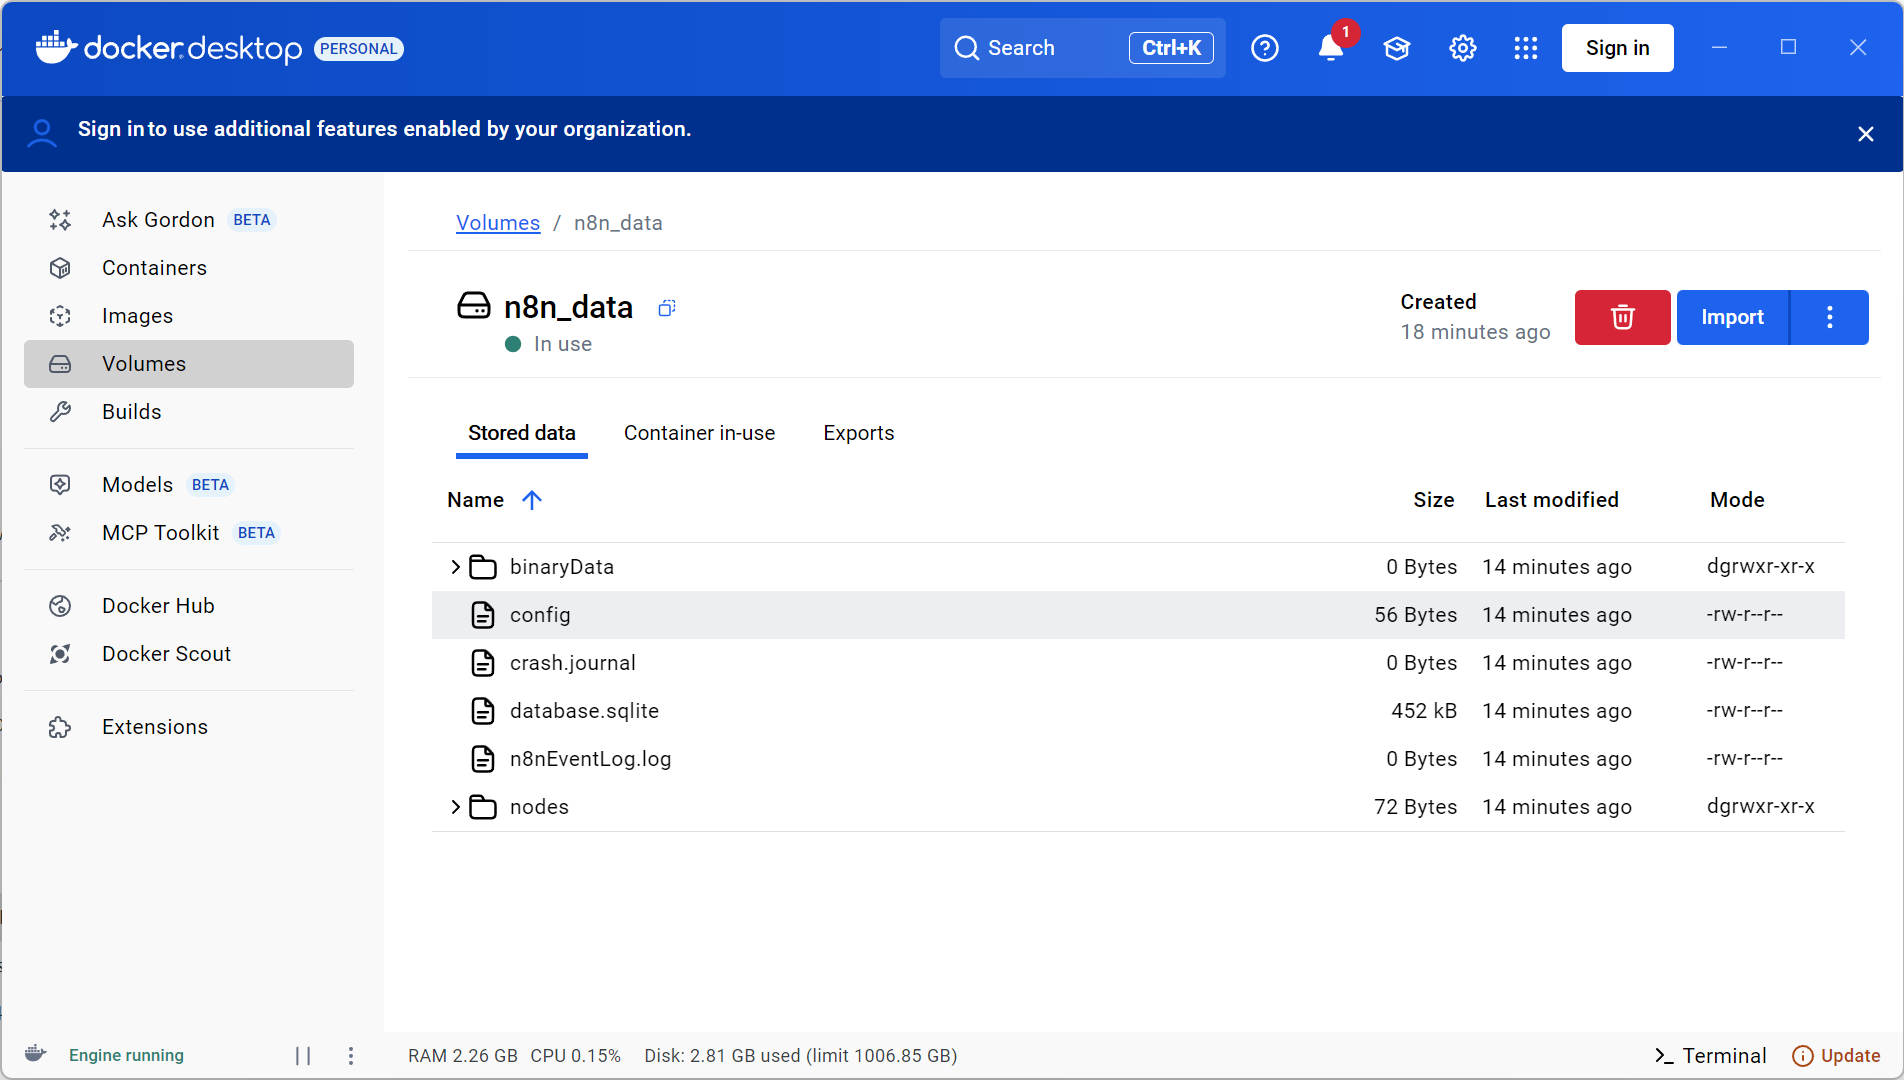 docker desktop PERSONAL
Search Ctrl+K
1
Sign in
Sign in to use additional features enabled by your organization.
Ask Gordon BETA
Containers
Images
Volumes
Builds
Models BETA
MCP Toolkit BETA
Docker Hub
Docker Scout
Extensions
Volumes / n8n_data
n8n_data
In use
Created
18 minutes ago
Import
Stored data Container in-use Exports
Name Size Last modified Mode
binaryData 0 Bytes 14 minutes ago dgrwxr-xr-x
config 56 Bytes 14 minutes ago -rw-r--r--
crash.journal 0 Bytes 14 minutes ago -rw-r--r--
database.sqlite 452 kB 14 minutes ago -rw-r--r--
n8nEventLog.log 0 Bytes 14 minutes ago -rw-r--r--
nodes 72 Bytes 14 minutes ago dgrwxr-xr-x
Engine running
RAM 2.26 GB CPU 0.15% Disk: 2.81 GB used (limit 1006.85 GB)
Terminal
Update